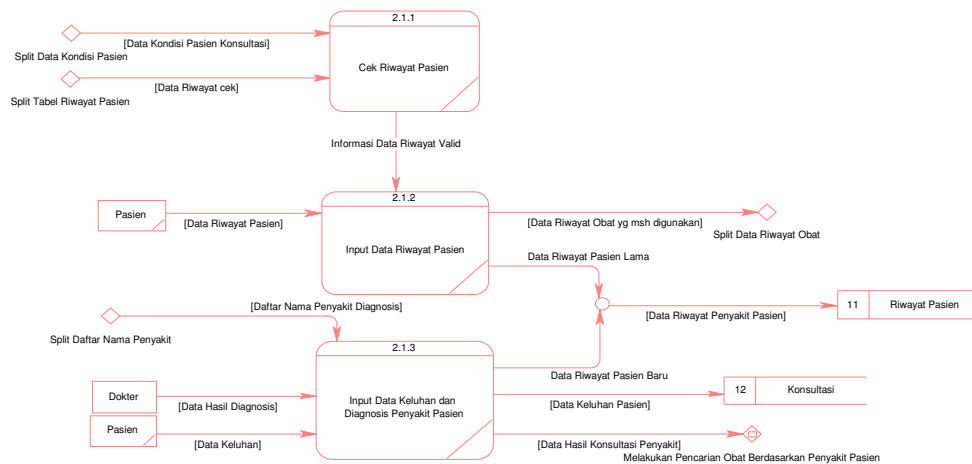 2.1.1
[Data Kondisi Pasien Konsultasi]
Split Data Kondisi Pasien
Cek Riwayat Pasien
[Data Riwayat cek]
Split Tabel Riwayat Pasien
Informasi Data Riwayat Valid
2.1.2
Pasien
[Data Riwayat Pasien]
Input Data Riwayat Pasien
[Data Riwayat Obat yg msh digunakan]
Split Data Riwayat Obat
Data Riwayat Pasien Lama
[Daftar Nama Penyakit Diagnosis]
11
Riwayat Pasien
[Data Riwayat Penyakit Pasien]
Split Daftar Nama Penyakit
2.1.3
Data Riwayat Pasien Baru
Dokter
[Data Hasil Diagnosis]
Input Data Keluhan dan
Diagnosis Penyakit Pasien
12
Konsultasi
[Data Keluhan Pasien]
Pasien
[Data Keluhan]
[Data Hasil Konsultasi Penyakit]
Melakukan Pencarian Obat Berdasarkan Penyakit Pasien